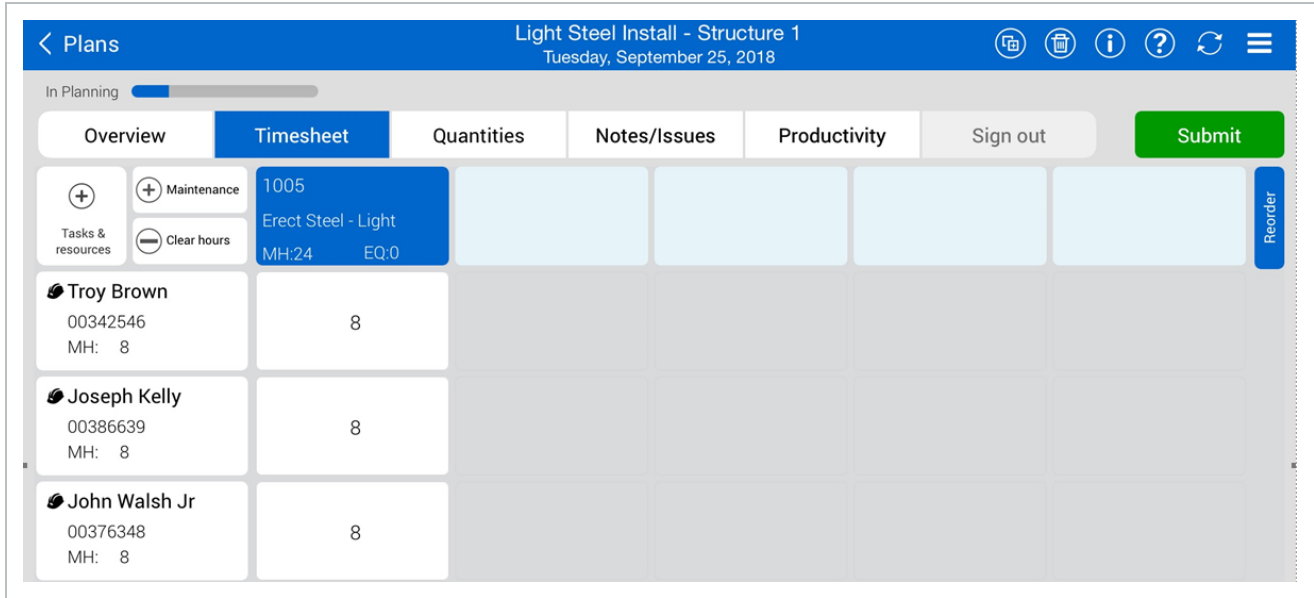 Plans
Light Steel Install - Structure 1
Tuesday, September 25, 2018
In Planning
Overview
Timesheet
Quantities
Notes/Issues
Productivity
Sign out
Submit
Tasks &
resources
Maintenance
Clear hours
1005
Erect Steel - Light
MH:24 EQ:0
Reorder
Troy Brown
00342546
MH: 8
8
Joseph Kelly
00386639
MH: 8
8
John Walsh Jr
00376348
MH: 8
8